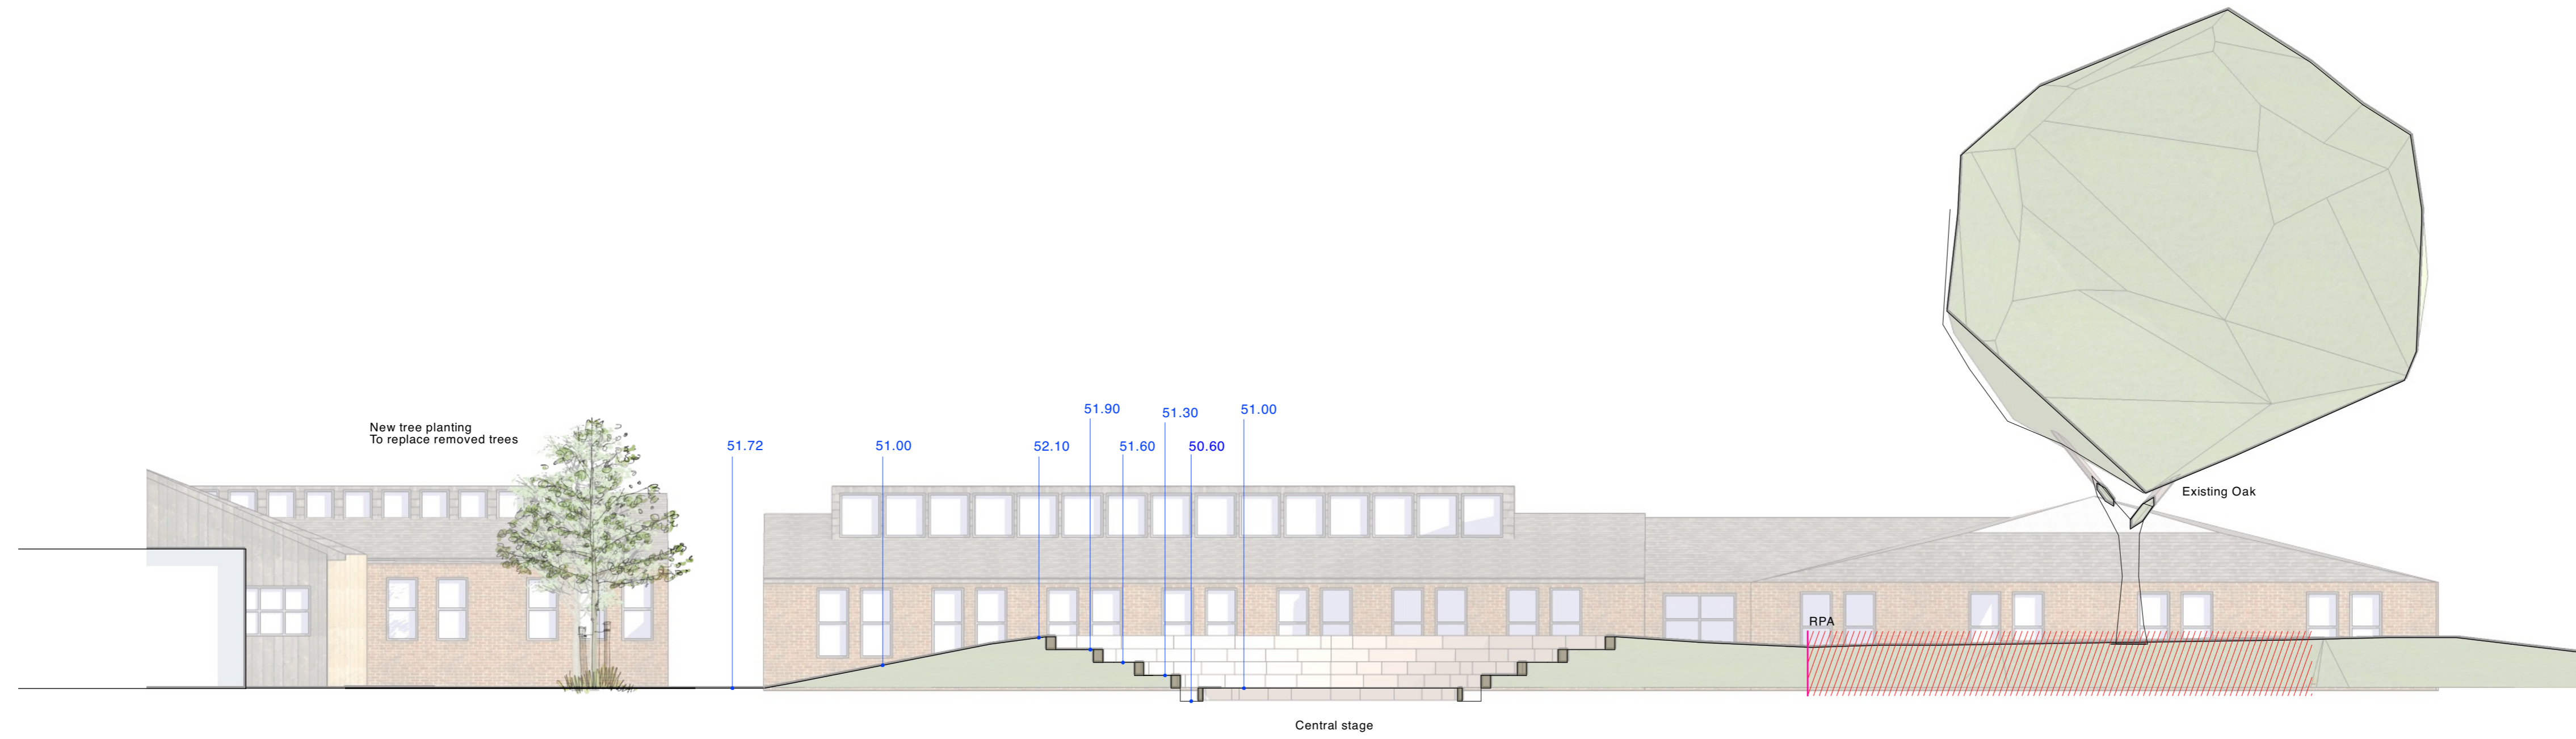 New tree planting
To replace removed trees
51.72
51.00
52.10
51.90
51.60
51.30
50.60
51.00
Existing Oak
RPA
Central stage